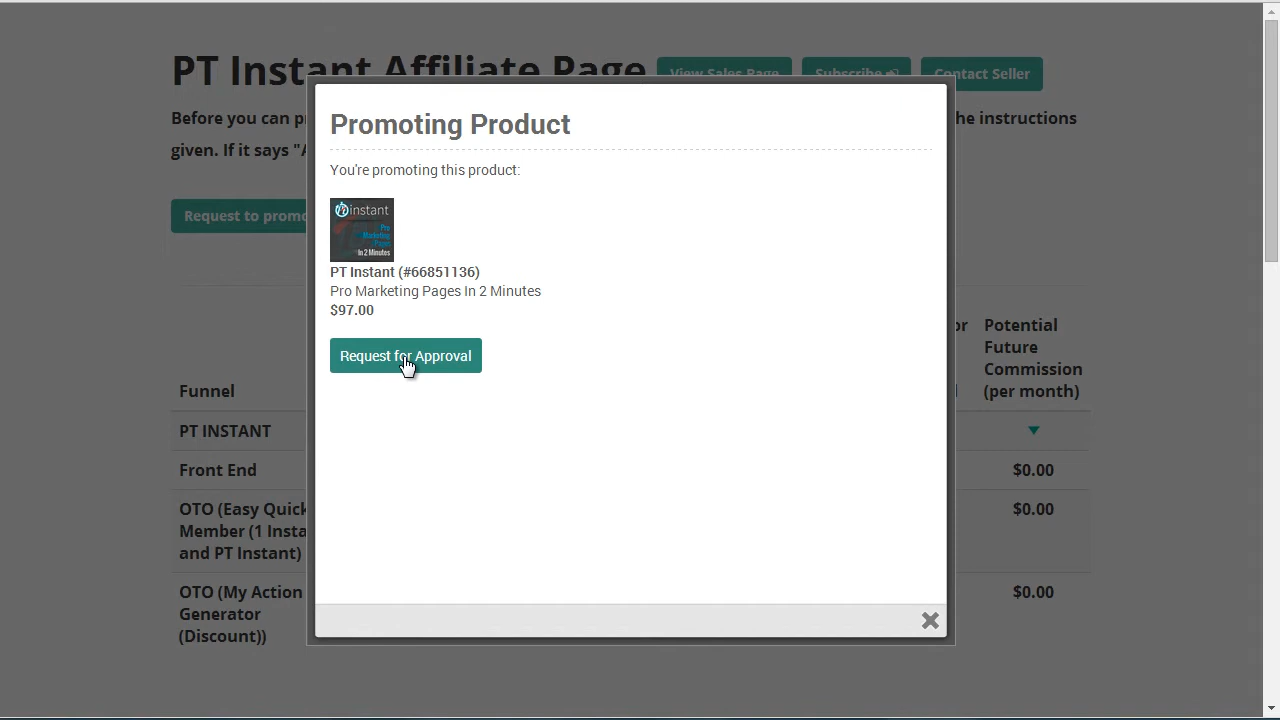 PT Instant Affiliate Page
View Sales Page
Subscribe
Contact Seller
Before you can p
he instructions
given. If it says "A
Request to promo
Promoting Product
You're promoting this product:
instant
Pro
Marketing
Pages
In 2 Minutes
PT Instant (#66851136)
Pro Marketing Pages In 2 Minutes
$97.00
Request for Approval
Funnel
or
Potential
Future
Commission
(per month)
PT INSTANT
Front End
$0.00
OTO (Easy Quick
Member (1 Insta
and PT Instant)
$0.00
OTO (My Action
Generator
(Discount))
$0.00